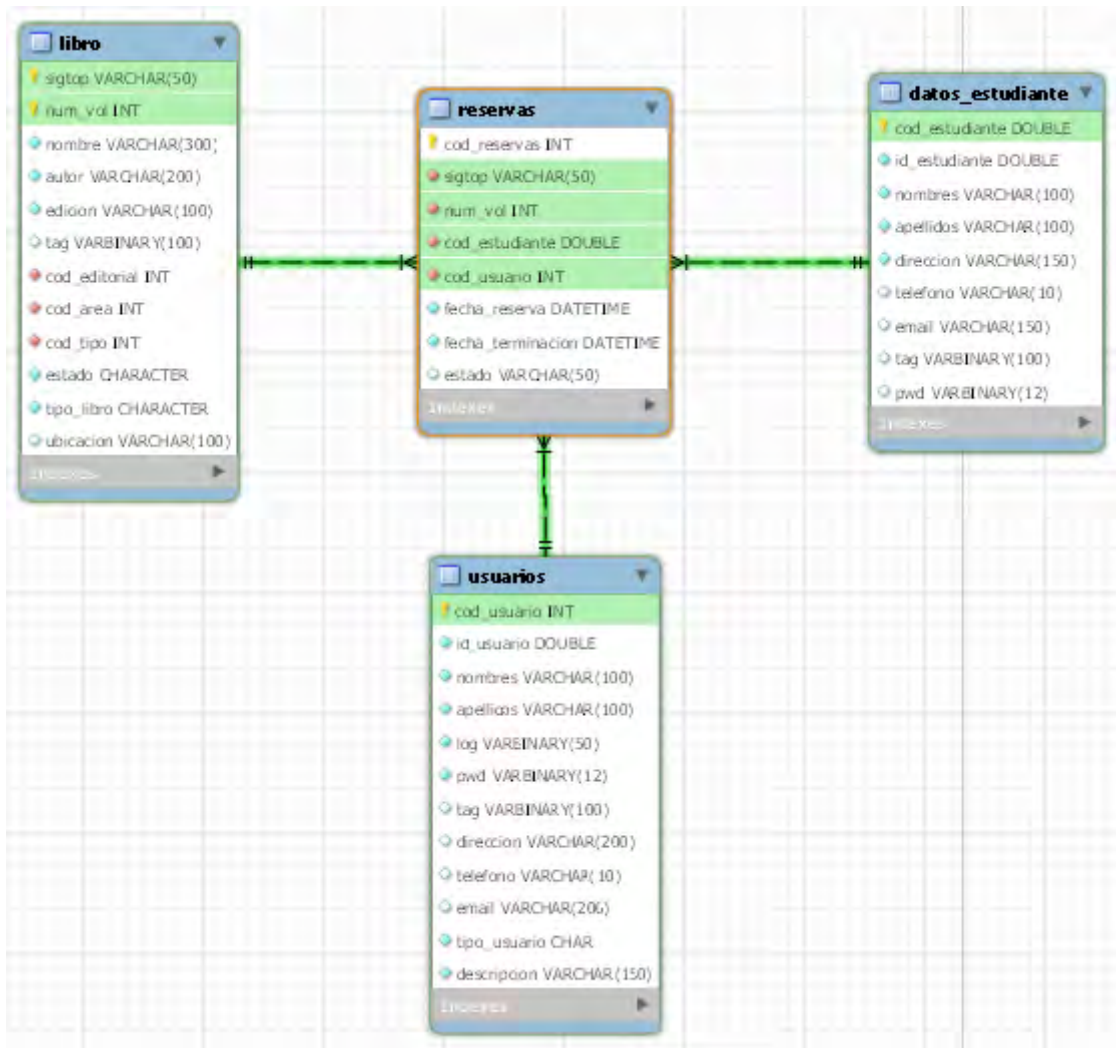 libro
sigtop VARCHAR(50)
num_vol INT
nombre VARCHAR(300)
autor VARCHAR(200)
edicion VARCHAR(100)
tag VARBINARY(100)
cod_editorial INT
cod_area INT
cod_tipo INT
estado CHARACTER
tipo_libro CHARACTER
ubicacion VARCHAR(100)
Indexes
reservas
cod_reservas INT
sigtop VARCHAR(50)
num_vol INT
cod_estudiante DOUBLE
cod_usuario INT
fecha_reserva DATETIME
fecha_terminacion DATETIME
estado VARCHAR(50)
Indexes
datos_estudiante
cod_estudiante DOUBLE
id_estudiante DOUBLE
nombres VARCHAR(100)
apellidos VARCHAR(100)
direccion VARCHAR(150)
telefono VARCHAR(10)
email VARCHAR(150)
tag VARBINARY(100)
pwd VARBINARY(12)
Indexes
usuarios
cod_usuario INT
id_usuario DOUBLE
nombres VARCHAR(100)
apellidos VARCHAR(100)
log VARBINARY(50)
pwd VARBINARY(12)
tag VARBINARY(100)
direccion VARCHAR(200)
telefono VARCHAR(10)
email VARCHAR(206)
tipo_usuario CHAR
descripcion VARCHAR(150)
Indexes